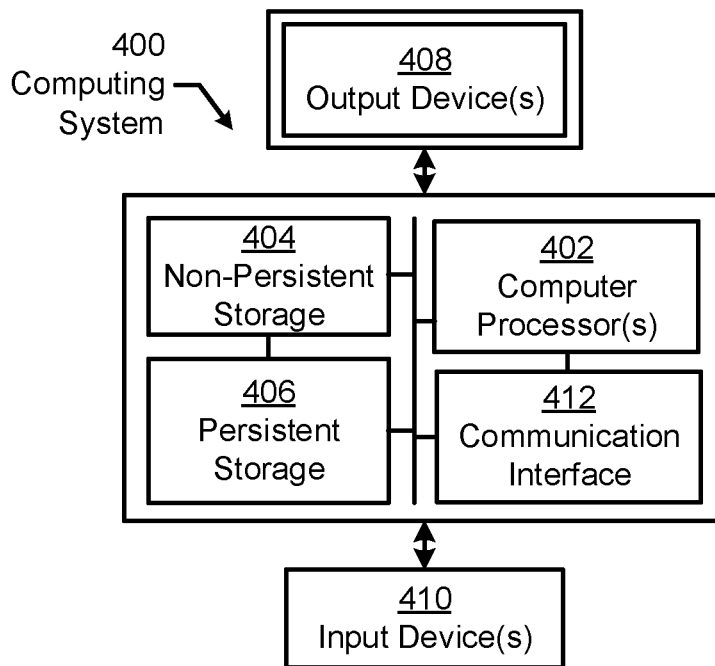 400
Computing
System
408
Output Device(s)
404
Non-Persistent
Storage
402
Computer
Processor(s)
406
Persistent
Storage
412
Communication
Interface
410
Input Device(s)